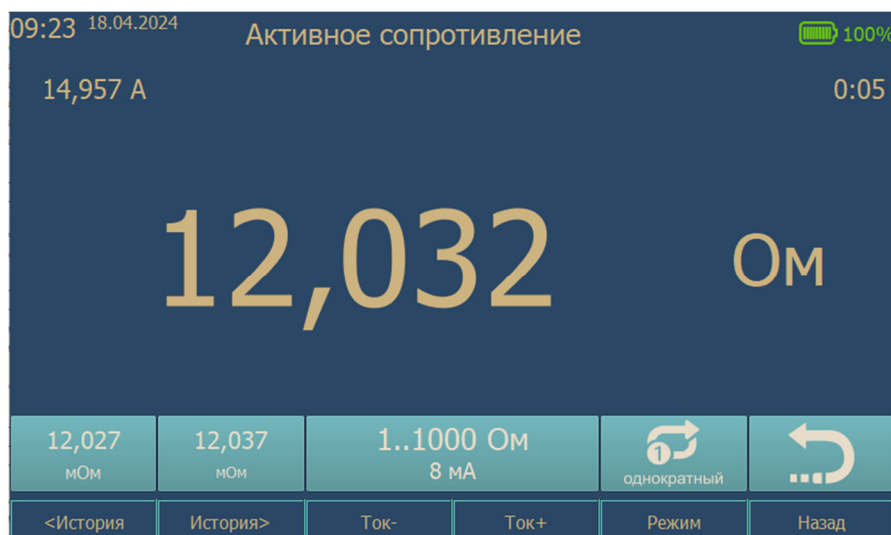 09:23 18.04.2024 Активное сопротивление 100%
14,957 А 0:05
12,032 Ом
12,027 12,037 1..1000 Ом 1
мОм мОм 8 мА однократный
<История История> Ток- Ток+ Режим Назад